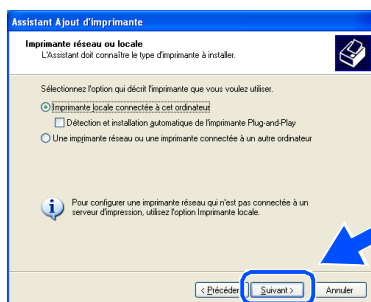 Assistant Ajout d'imprimante
Imprimante réseau ou locale
L'Assistant doit connaître le type d'imprimante à installer.
Sélectionnez l'option qui décrit l'imprimante que vous voulez utiliser.
Imprimante locale connectée à cet ordinateur
Détection et installation automatique de l'imprimante Plug-and-Play
Une imprimante réseau ou une imprimante connectée à un autre ordinateur
Pour configurer une imprimante réseau qui n'est pas connectée à un
serveur d'impression, utilisez l'option Imprimante locale.
< Précéden Suivant > Annuler